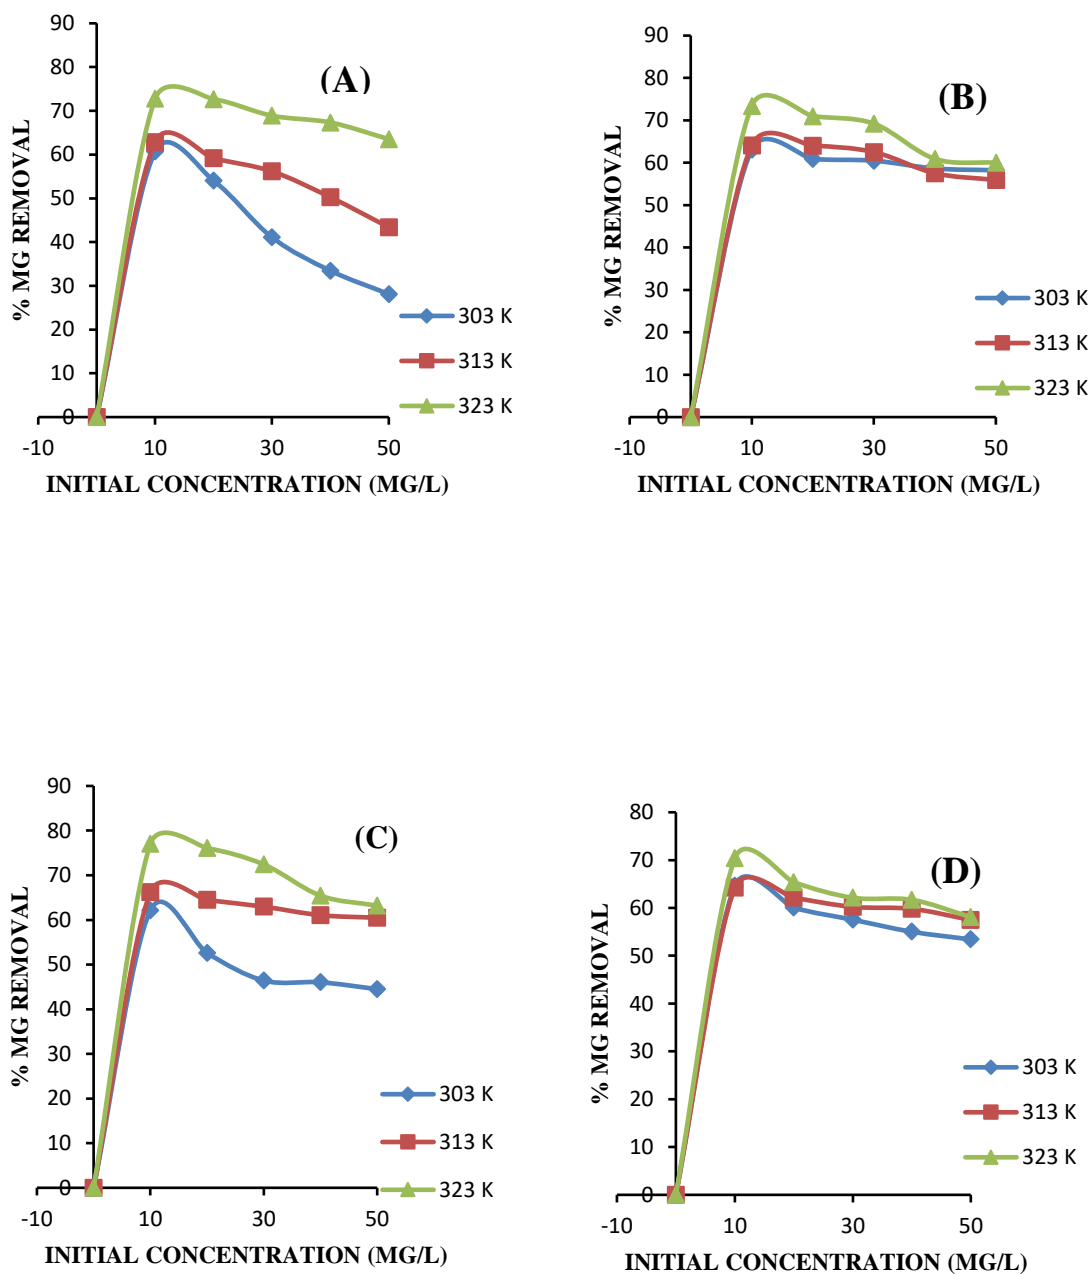 (A)
% MG REMOVAL
90
80
70
60
50
40
30
20
10
0
-10 10 30 50
INITIAL CONCENTRATION (MG/L)
303 K
313 K
323 K
(B)
% MG REMOVAL
90
80
70
60
50
40
30
20
10
0
-10 10 30 50
INITIAL CONCENTRATION (MG/L)
303 K
313 K
323 K
(C)
% MG REMOVAL
90
80
70
60
50
40
30
20
10
0
-10 10 30 50
INITIAL CONCENTRATION (MG/L)
303 K
313 K
323 K
(D)
% MG REMOVAL
80
70
60
50
40
30
20
10
0
-10 10 30 50
INITIAL CONCENTRATION (MG/L)
303 K
313 K
323 K